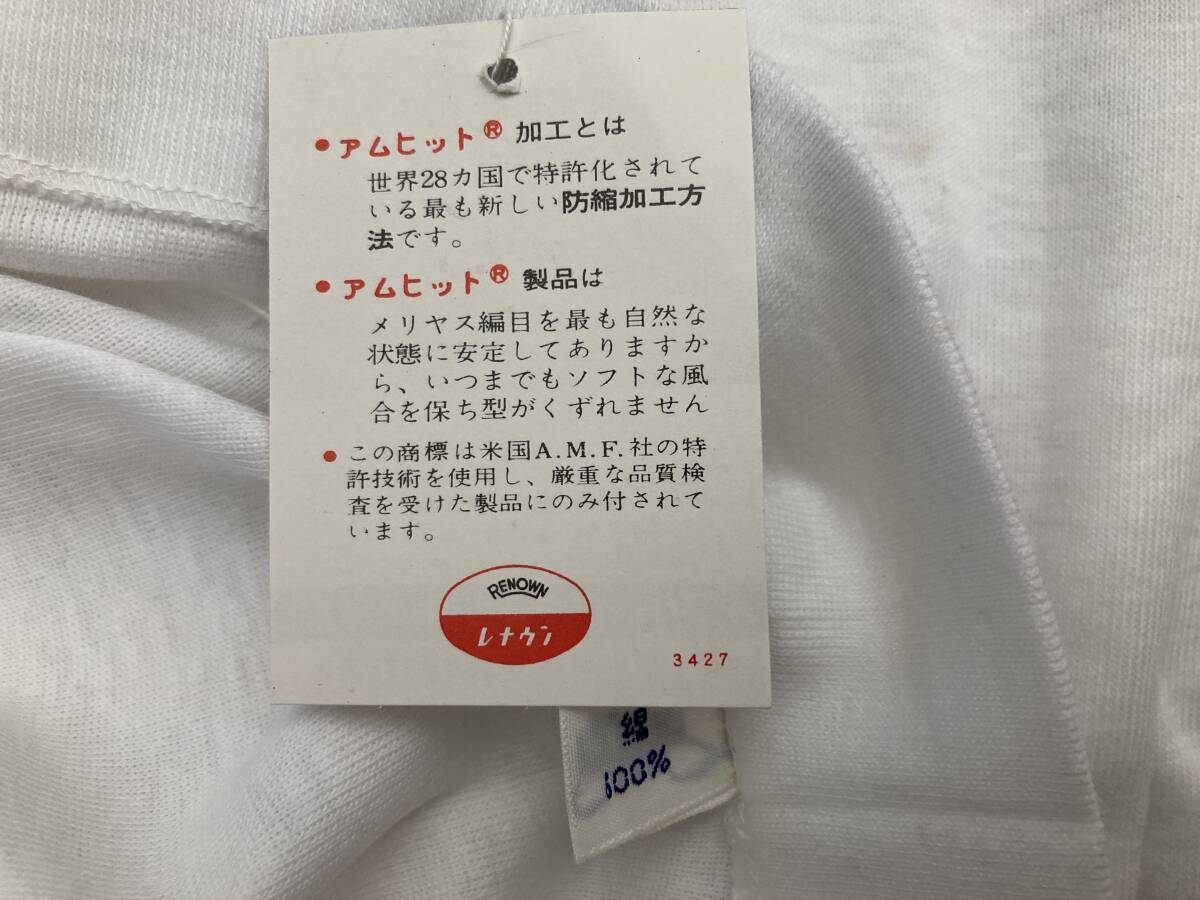 •アムヒット® 加工とは
世界28カ国で特許化されて
いる最も新しい防縮加工方
法です。
•アムヒット® 製品は
メリヤス編目を最も自然な
状態に安定してありますか
ら、いつまでもソフトな風
合を保ち型がくずれません
•この商標は米国A.M.F.社の特
許技術を使用し、厳重な品質検
査を受けた製品にのみ付されて
います。
RENOWN
レナウン
3427
綿
100%